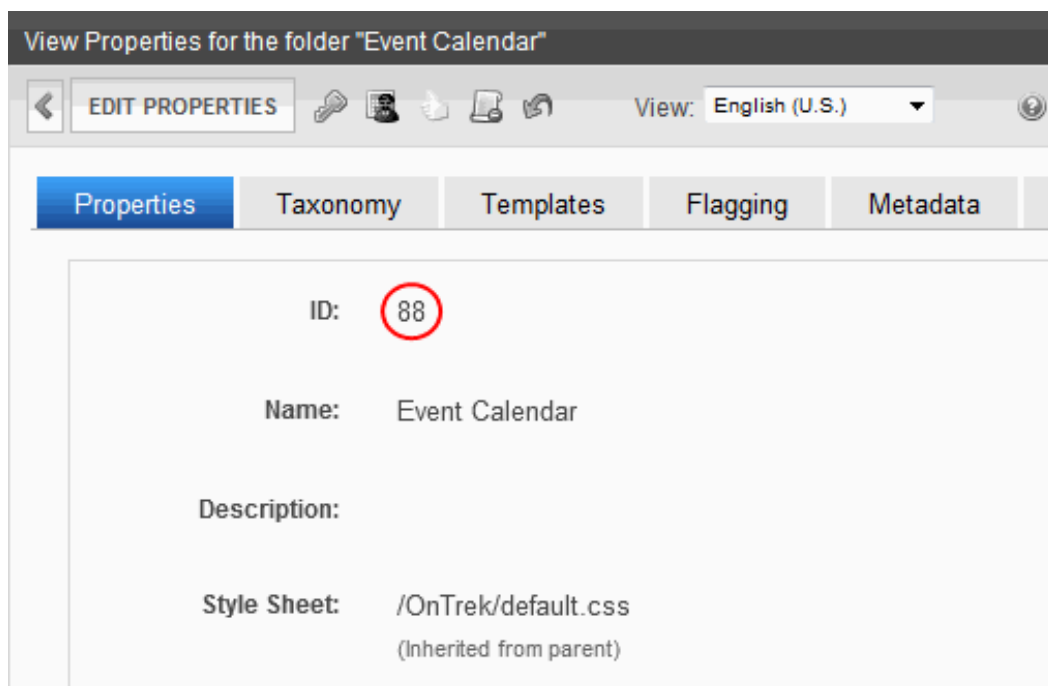 View Properties for the folder "Event Calendar"
EDIT PROPERTIES View: English (U.S.)
Properties Taxonomy Templates Flagging Metadata
ID: 88
Name: Event Calendar
Description:
Style Sheet: /OnTrek/default.css
(Inherited from parent)